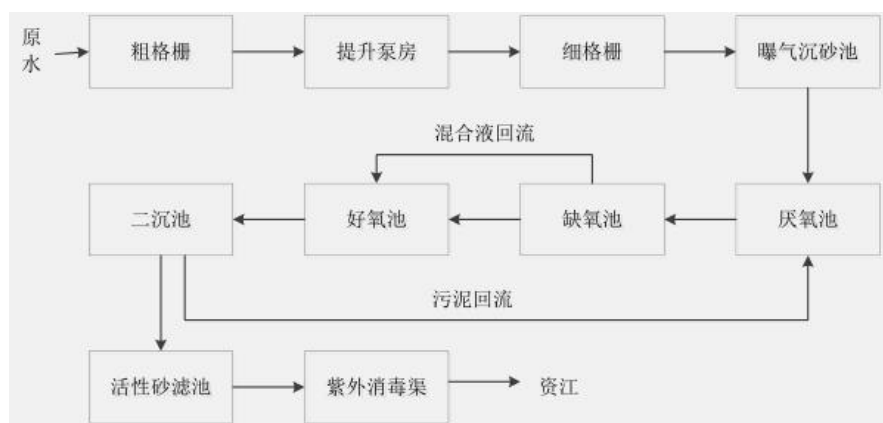 原
水
粗格栅
提升泵房
细格栅
曝气沉砂池
混合液回流
二沉池
好氧池
缺氧池
厌氧池
污泥回流
活性砂滤池
紫外消毒渠
资江